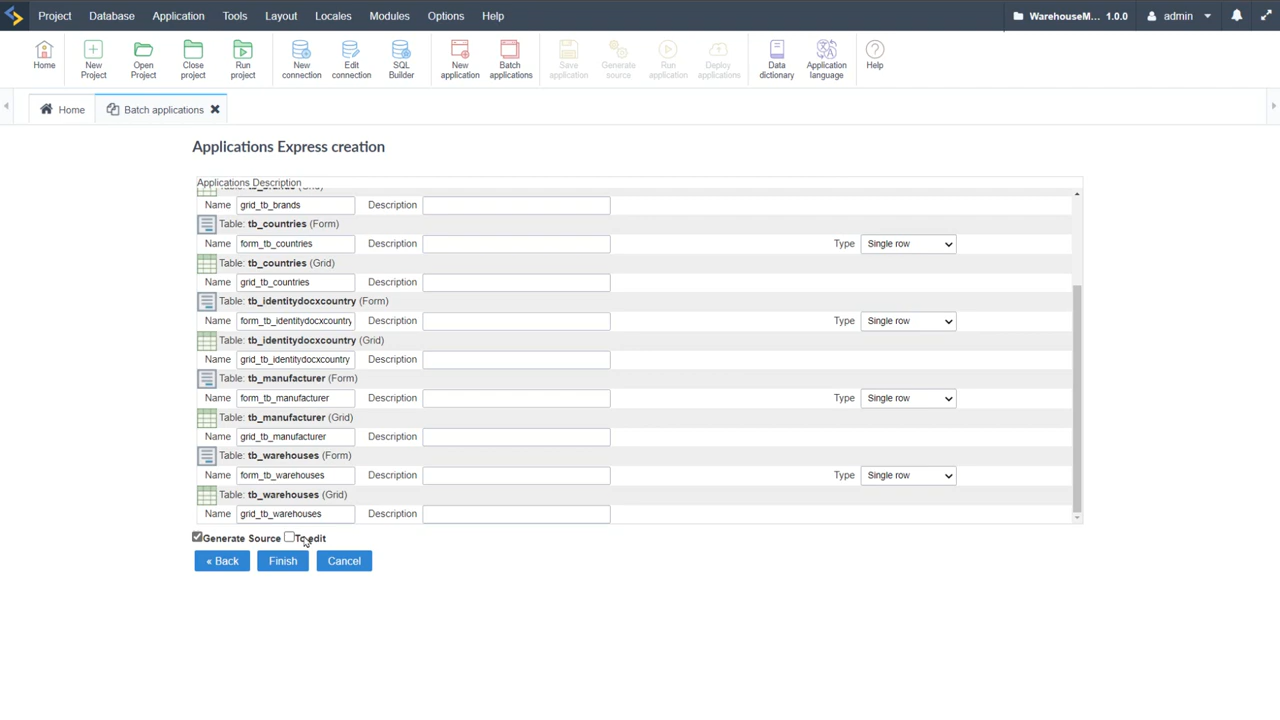 Project Database Application Tools Layout Locales Modules Options Help WarehouseM... 1.0.0 admin
Home New Project Open Project Close project Run project New connection Edit connection SQL Builder New application Batch applications Save application Generate source Run application Deploy applications Data dictionary Application language Help
Home Batch applications
Applications Express creation
Applications Description
Table: tb_brands (Grid)
Name grid_tb_brands Description
Table: tb_countries (Form)
Name form_tb_countries Description Type Single row
Table: tb_countries (Grid)
Name grid_tb_countries Description
Table: tb_identitydocxcountry (Form)
Name form_tb_identitydocxcountry Description Type Single row
Table: tb_identitydocxcountry (Grid)
Name grid_tb_identitydocxcountry Description
Table: tb_manufacturer (Form)
Name form_tb_manufacturer Description Type Single row
Table: tb_manufacturer (Grid)
Name grid_tb_manufacturer Description
Table: tb_warehouses (Form)
Name form_tb_warehouses Description Type Single row
Table: tb_warehouses (Grid)
Name grid_tb_warehouses Description
Generate Source To edit
« Back Finish Cancel